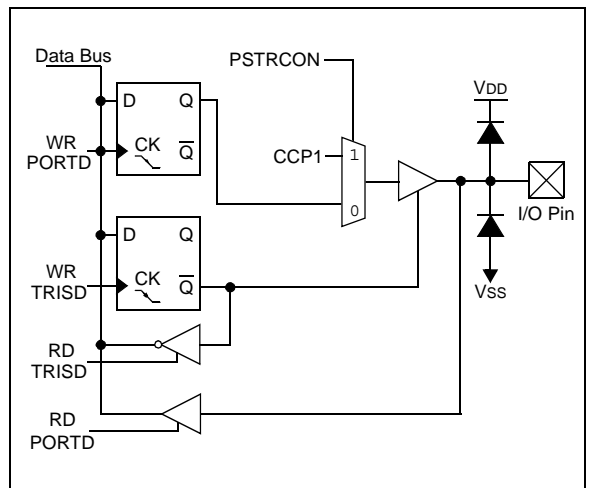 Data Bus
PSTRCON
VDD
D Q
WR
PORTD
CK
Q
CCP1
1
0
I/O Pin
D Q
WR
TRISD
CK
Q
VSS
RD
TRISD
RD
PORTD